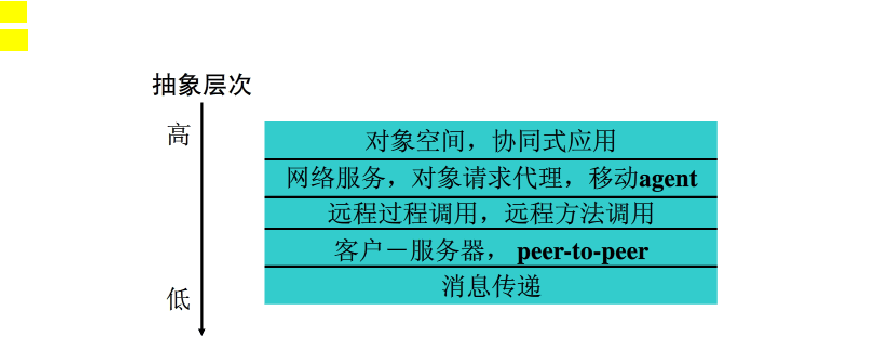 抽象层次
高
对象空间，协同式应用
网络服务，对象请求代理，移动agent
远程过程调用，远程方法调用
客户－服务器， peer-to-peer
消息传递
低